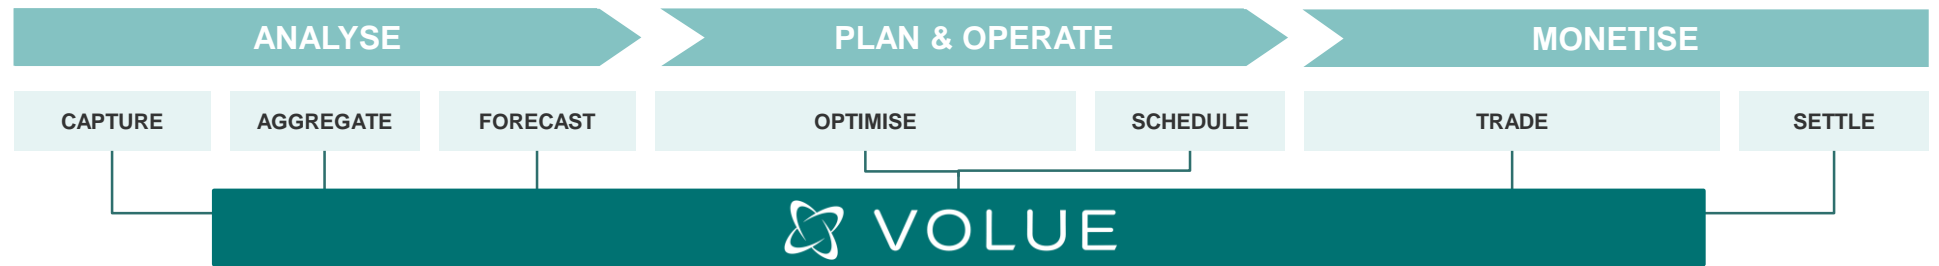 ANALYSE PLAN & OPERATE MONETISE
CAPTURE AGGREGATE FORECAST OPTIMISE SCHEDULE TRADE SETTLE
VOLUE